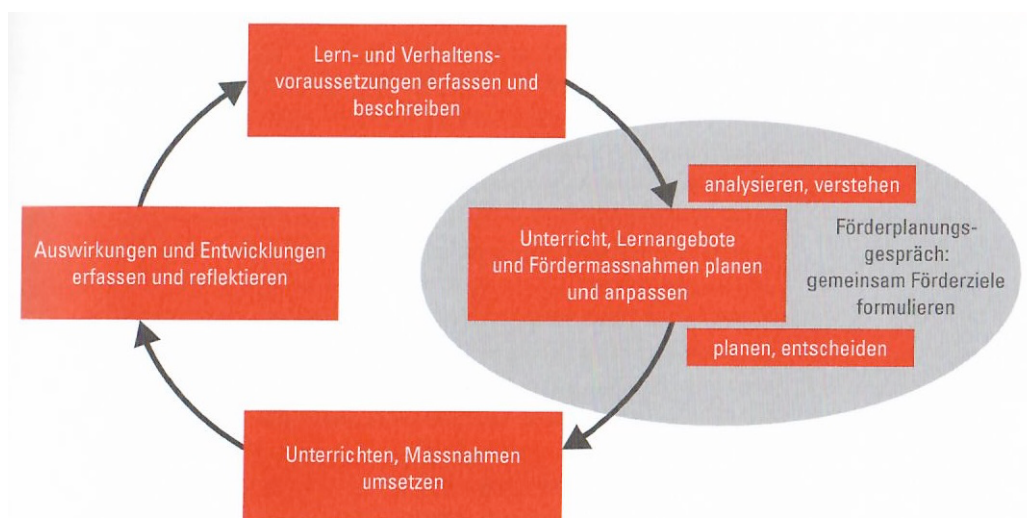 Lern- und Verhaltens-
voraussetzungen erfassen und
beschreiben
analysieren, verstehen
Unterricht, Lernangebote
und Fördermassnahmen planen
und anpassen
Förderplanungs-
gespräch:
gemeinsam Förderziele
formulieren
planen, entscheiden
Unterrichten, Massnahmen
umsetzen
Auswirkungen und Entwicklungen
erfassen und reflektieren